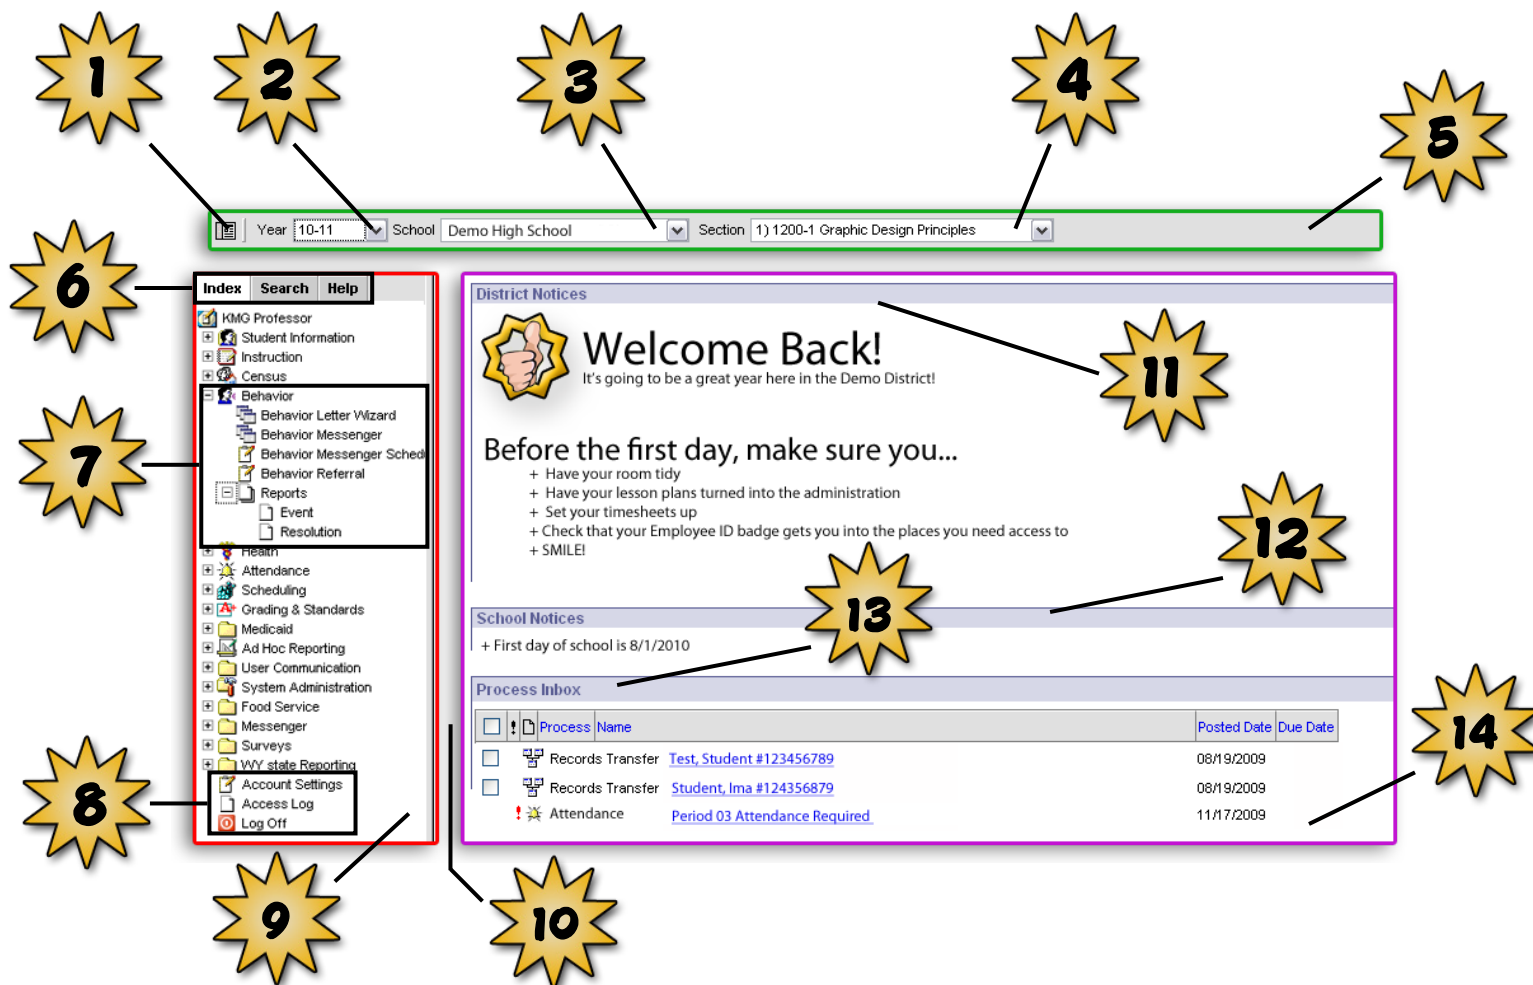 1
2
3
4
5
Year 10-11 School Demo High School Section 1) 1200-1 Graphic Design Principles
6
Index Search Help
KMG Professor
Student Information
Instruction
Census
Behavior
Behavior Letter Wizard
Behavior Messenger
Behavior Messenger Sched
Behavior Referral
Reports
Event
Resolution
Health
Attendance
Scheduling
Grading & Standards
Medicaid
Ad Hoc Reporting
User Communication
System Administration
Food Service
Messenger
Surveys
WY state Reporting
Account Settings
Access Log
Log Off
7
8
9
10
District Notices
Welcome Back!
It's going to be a great year here in the Demo District!
Before the first day, make sure you...
+ Have your room tidy
+ Have your lesson plans turned into the administration
+ Set your timesheets up
+ Check that your Employee ID badge gets you into the places you need access to
+ SMILE!
11
12
School Notices
+ First day of school is 8/1/2010
13
Process Inbox
! Process Name Posted Date Due Date
Records Transfer Test, Student #123456789 08/19/2009
Records Transfer Student, Ima #124356879 08/19/2009
! Attendance Period 03 Attendance Required 11/17/2009
14